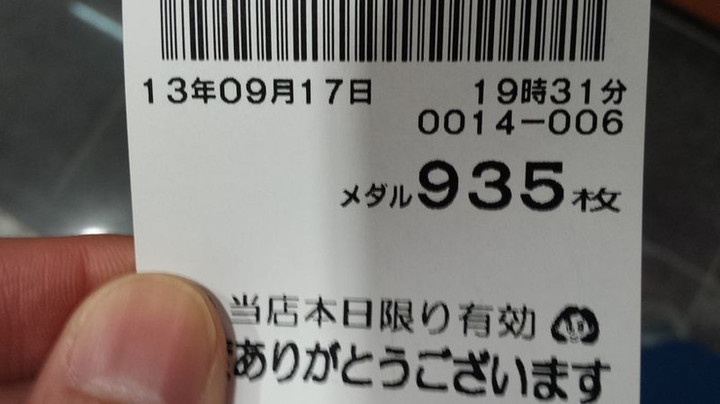 13年09月17日 19時31分
0014-006
メダル935枚
当店本日限り有効
ありがとうございます